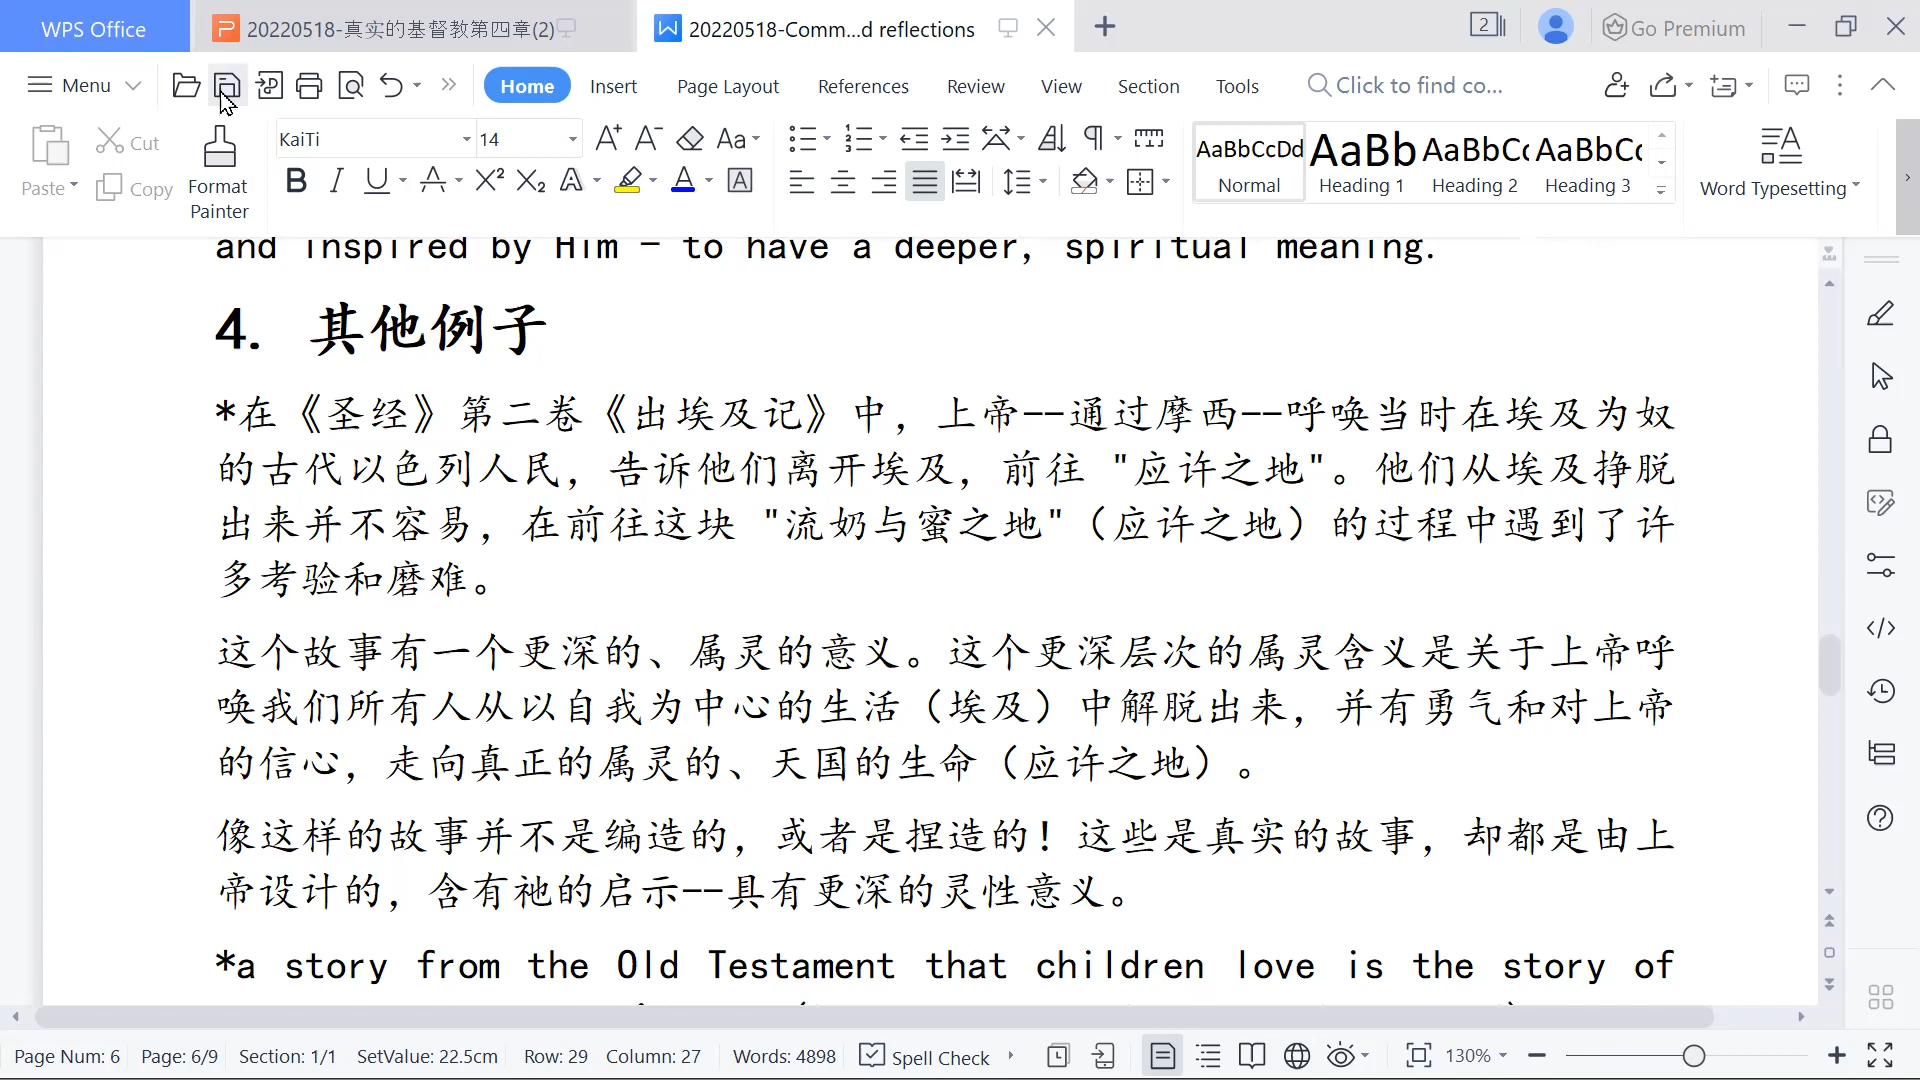 WPS Office
20220518-真实的基督教第四章(2)
20220518-Comm...d reflections
2
Go Premium
Menu
Home
Insert
Page Layout
References
Review
View
Section
Tools
Click to find co...
Paste
Cut
Copy
Format
Painter
KaiTi
14
AaBbCcDd
Normal
AaBb
Heading 1
AaBbC
Heading 2
AaBbC
Heading 3
Word Typesetting
and inspired by Him – to have a deeper, spiritual meaning.
4. 其他例子
*在《圣经》第二卷《出埃及记》中，上帝--通过摩西--呼唤当时在埃及为奴
的古代以色列人民，告诉他们离开埃及，前往 "应许之地"。他们从埃及挣脱
出来并不容易，在前往这块 "流奶与蜜之地"（应许之地）的过程中遇到了许
多考验和磨难。
这个故事有一个更深的、属灵的意义。这个更深层次的属灵含义是关于上帝呼
唤我们所有人从以自我为中心的生活（埃及）中解脱出来，并有勇气和对上帝
的信心，走向真正的属灵的、天国的生命（应许之地）。
像这样的故事并不是编造的，或者是捏造的！这些是真实的故事，却都是由上
帝设计的，含有祂的启示--具有更深的灵性意义。
*a story from the Old Testament that children love is the story of
Page Num: 6
Page: 6/9
Section: 1/1
SetValue: 22.5cm
Row: 29
Column: 27
Words: 4898
Spell Check
130%